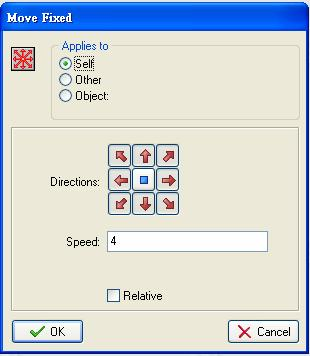 Move Fixed
Applies to
Self
Other
Object:
Directions:
Speed: 4
Relative
OK Cancel